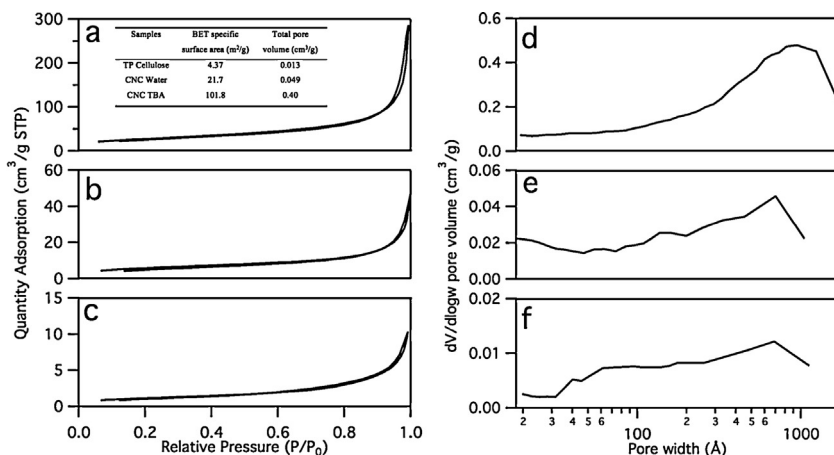 a
Samples BET specific surface area (m²/g) Total pore volume (cm³/g)
TP Cellulose 4.37 0.013
CNC Water 21.7 0.049
CNC TBA 101.8 0.40
300
200
100
0
b
60
40
20
0
c
15
10
5
0
Quantity Adsorption (cm³/g STP)
0.0 0.2 0.4 0.6 0.8 1.0
Relative Pressure (P/P₀)
d
0.6
0.4
0.2
0.0
e
0.06
0.04
0.02
0.00
f
0.02
0.01
0.00
dV/dlogw pore volume (cm³/g)
2 3 4 5 6 100 2 3 4 5 6 1000
Pore width (Å)